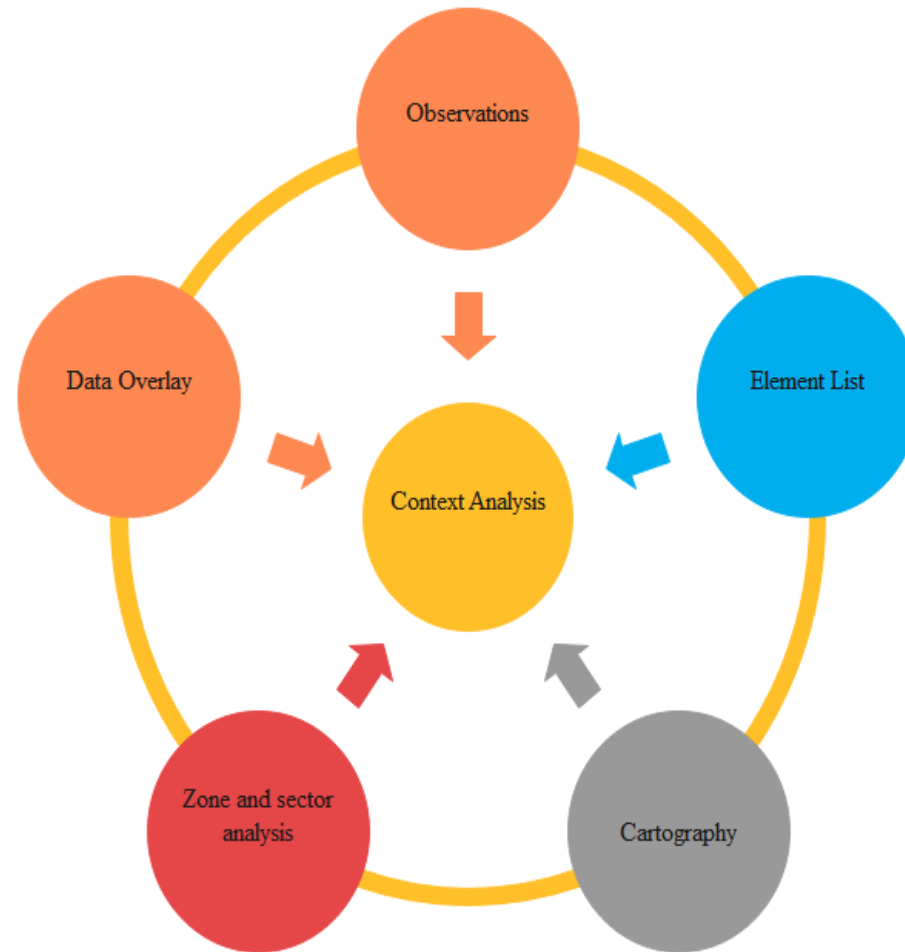 Observations
Data Overlay
Element List
Context Analysis
Zone and sector
analysis
Cartography